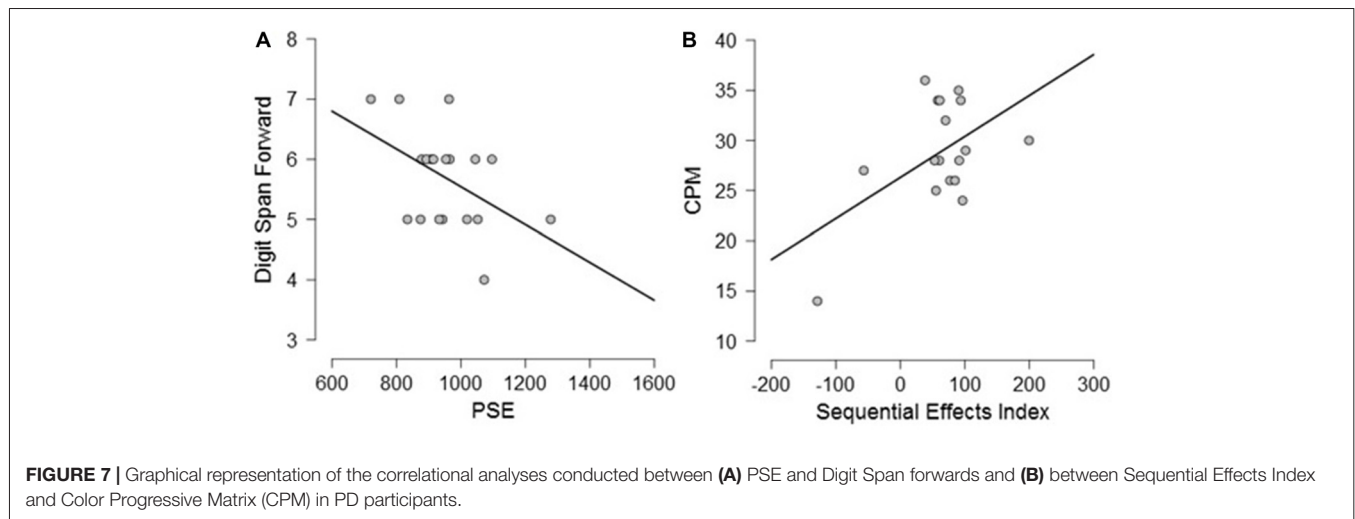 A
8
7
6
5
4
3
Digit Span Forward
600 800 1000 1200 1400 1600
PSE
B
40
35
30
25
20
15
10
CPM
-200 -100 0 100 200 300
Sequential Effects Index
FIGURE 7 | Graphical representation of the correlational analyses conducted between (A) PSE and Digit Span forwards and (B) between Sequential Effects Index
and Color Progressive Matrix (CPM) in PD participants.